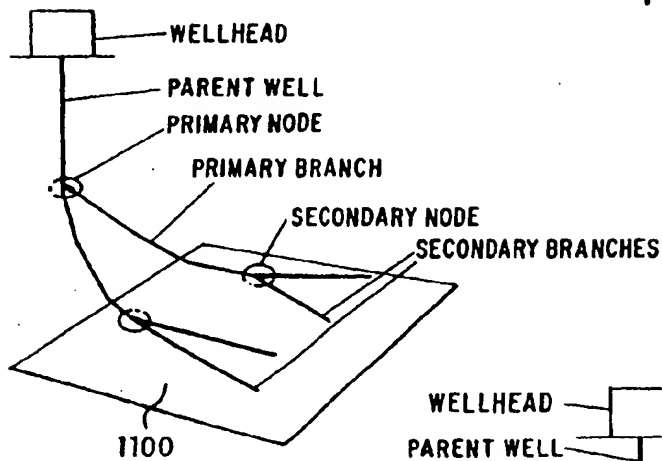 WELLHEAD
PARENT WELL
PRIMARY NODE
PRIMARY BRANCH
SECONDARY NODE
SECONDARY BRANCHES
1100
WELLHEAD
PARENT WELL